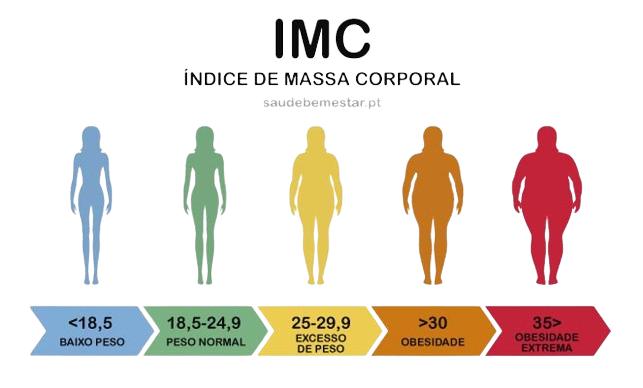 IMC
ÍNDICE DE MASSA CORPORAL
saudebemestar.pt
<18,5
BAIXO PESO
18,5-24,9
PESO NORMAL
25-29,9
EXCESSO
DE PESO
>30
OBESIDADE
35>
OBESIDADE
EXTREMA